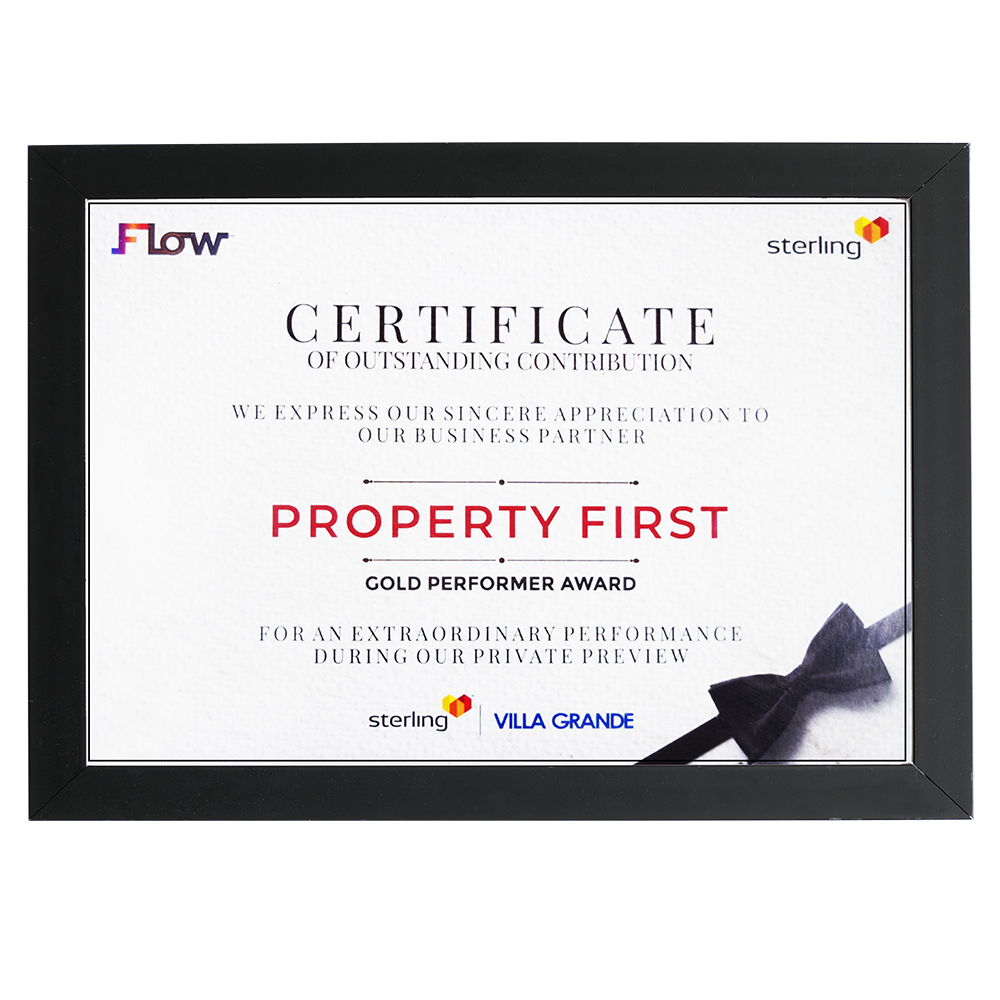 Flow
sterling
CERTIFICATE
OF OUTSTANDING CONTRIBUTION
WE EXPRESS OUR SINCERE APPRECIATION TO
OUR BUSINESS PARTNER
PROPERTY FIRST
GOLD PERFORMER AWARD
FOR AN EXTRAORDINARY PERFORMANCE
DURING OUR PRIVATE PREVIEW
sterling | VILLA GRANDE